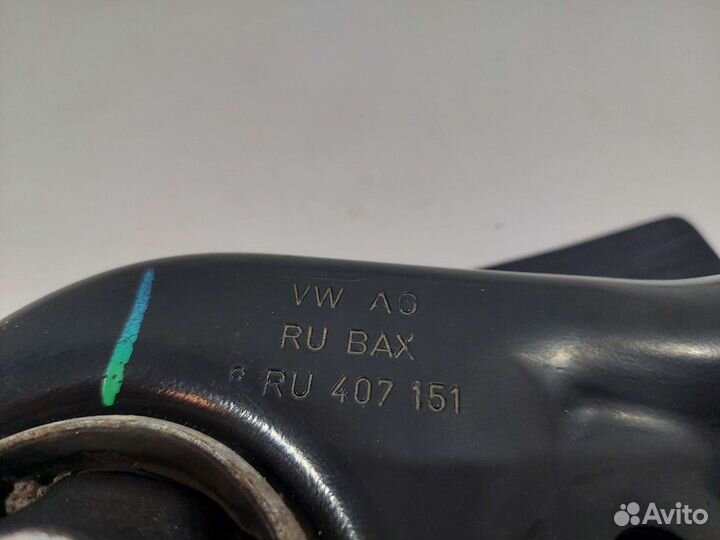 VW AG
RU BAX
6 RU 407 151
Avito